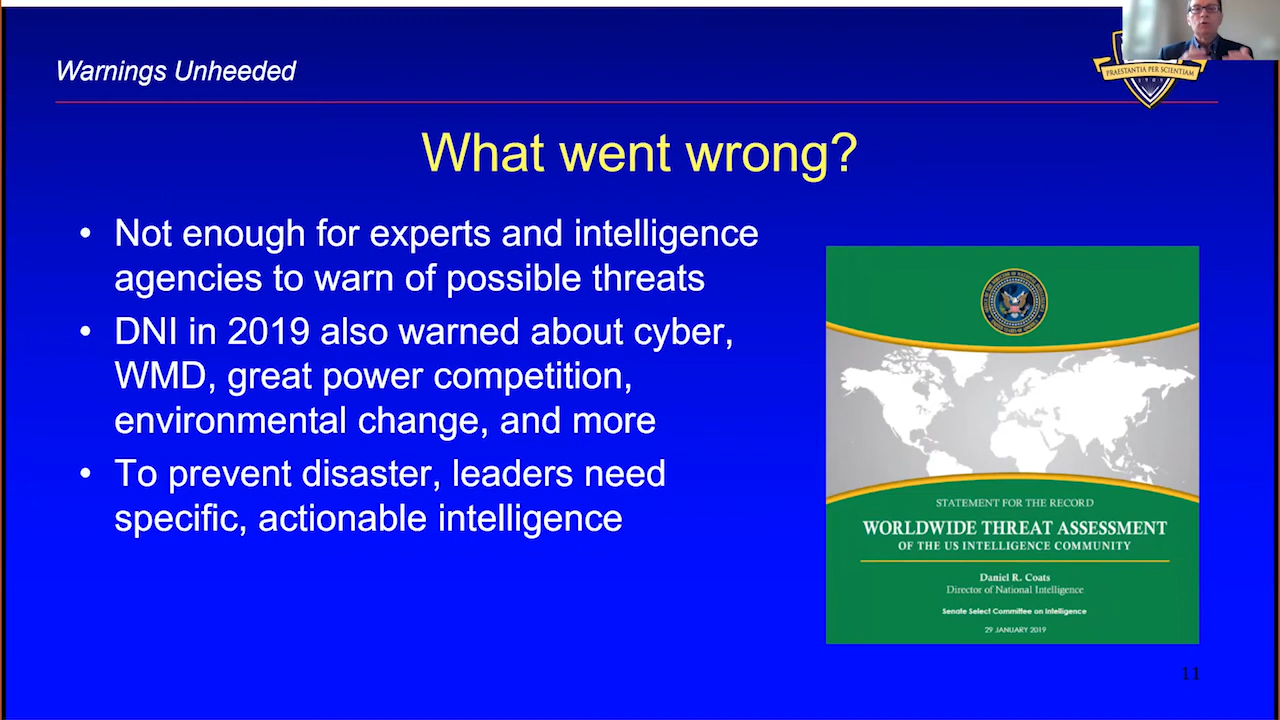 Warnings Unheeded
PRAESTANTIA PER SCIENTIAM
1909
What went wrong?
• Not enough for experts and intelligence
agencies to warn of possible threats
• DNI in 2019 also warned about cyber,
WMD, great power competition,
environmental change, and more
• To prevent disaster, leaders need
specific, actionable intelligence
STATEMENT FOR THE RECORD
WORLDWIDE THREAT ASSESSMENT
OF THE US INTELLIGENCE COMMUNITY
Daniel R. Coats
Director of National Intelligence
Senate Select Committee on Intelligence
29 JANUARY 2019
11